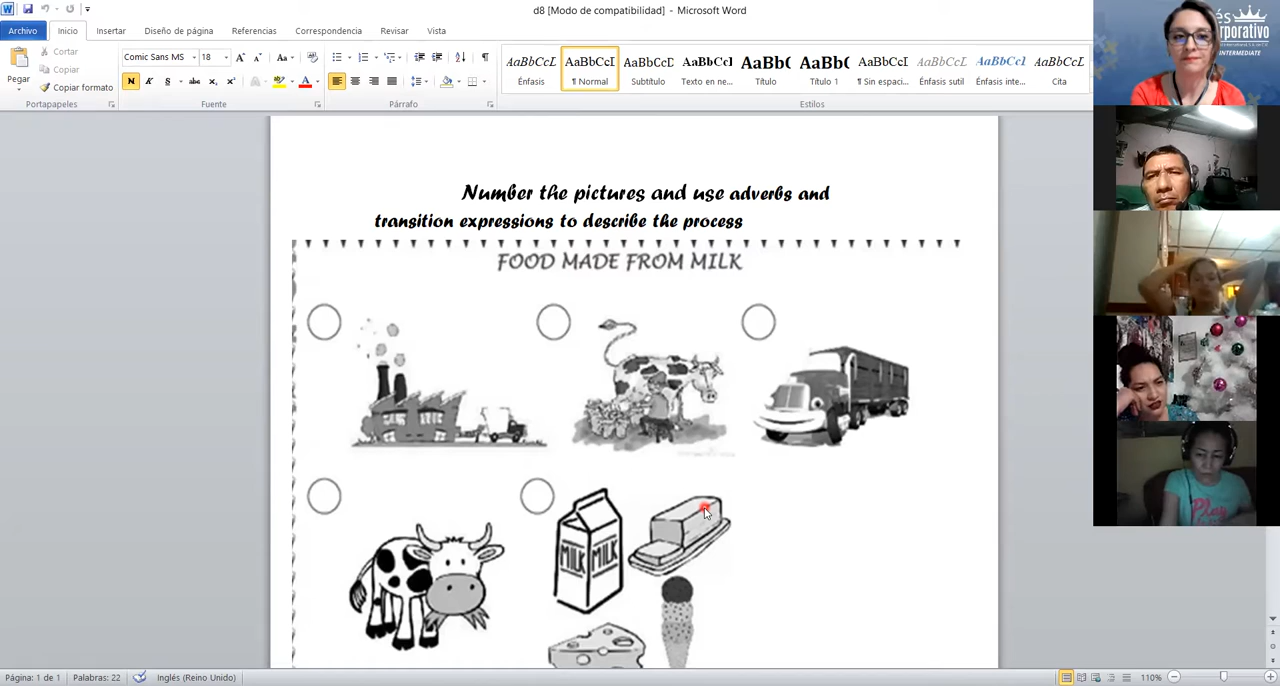 d8 [Modo de compatibilidad] - Microsoft Word
Archivo Inicio Insertar Diseño de página Referencias Correspondencia Revisar Vista
Pegar
Cortar
Copiar
Copiar formato
Portapapeles
Comic Sans MS 18
Fuente
Párrafo
AaBbCcL AaBbCcI AaBbCcD AaBbCcI AaBbC AaBbC AaBbCcI AaBbCcL AaBbCcI AaBbCcL
Énfasis ¶ Normal Subtítulo Texto en ne... Título Título 1 ¶ Sin espaci... Énfasis sutil Énfasis inte... Cita
Estilos
INTERMEDIATE
Number the pictures and use adverbs and
transition expressions to describe the process
FOOD MADE FROM MILK
MILK MILK
Página: 1 de 1 Palabras: 22 Inglés (Reino Unido) 110%